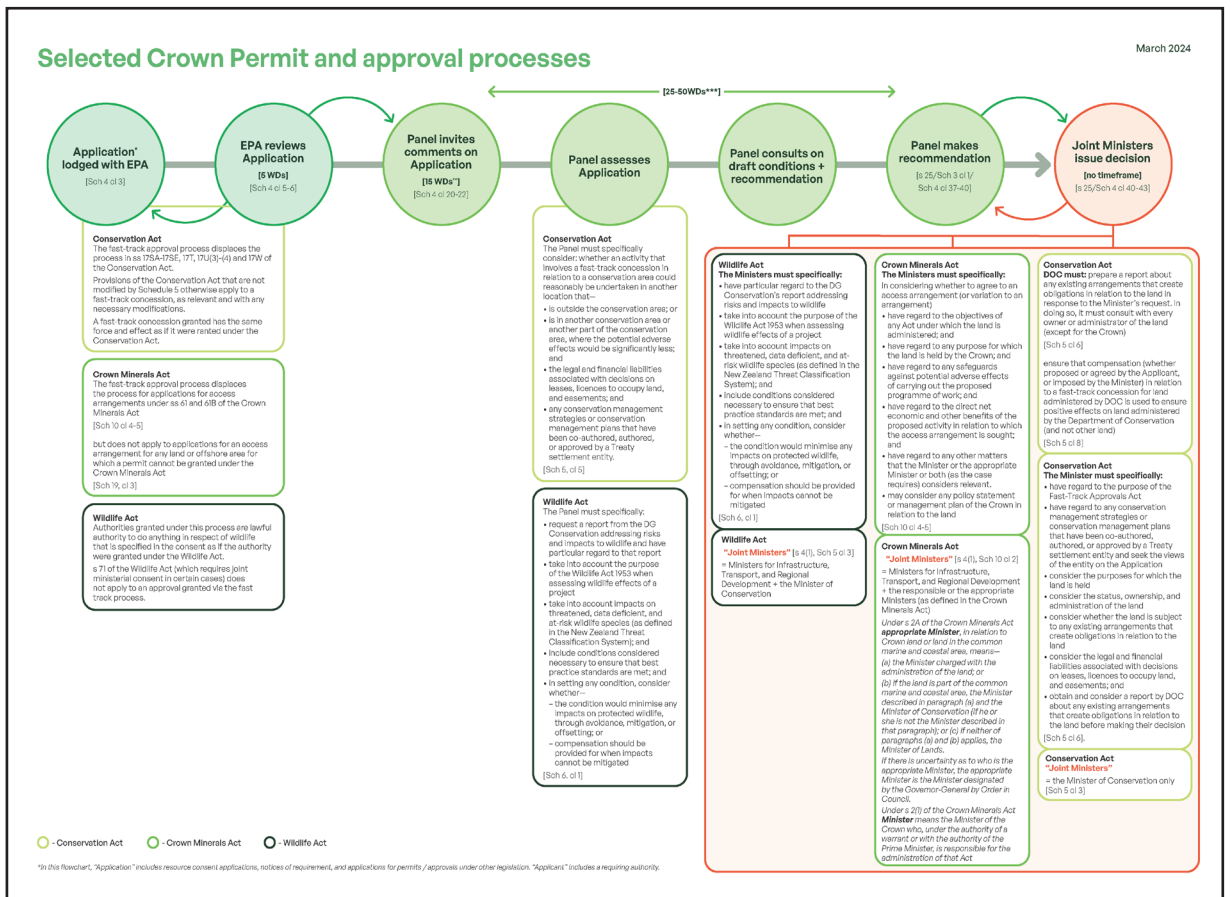 Selected Crown Permit and approval processes
March 2024
[25-50WDs***]
Application*
lodged with EPA
[Sch 4 cl 3]
EPA reviews
Application
[5 WDs]
[Sch 4 cl 5-6]
Panel invites
comments on
Application
[15 WDs**]
[Sch 4 cl 20-22]
Panel assesses
Application
Panel consults on
draft conditions +
recommendation
Panel makes
recommendation
[s 25/Sch 3 cl 1/
Sch 4 cl 37-40]
Joint Ministers
issue decision
[no timeframe]
[s 25/Sch 4 cl 40-43]
Conservation Act
The fast-track approval process displaces the
process in ss 17SA-17SE, 17T, 17U(3)-(4) and 17W of
the Conservation Act.
Provisions of the Conservation Act that are not
modified by Schedule 5 otherwise apply to a
fast-track concession, as relevant and with any
necessary modifications.
A fast-track concession granted has the same
force and effect as if it were ranted under the
Conservation Act.
Crown Minerals Act
The fast-track approval process displaces
the process for applications for access
arrangements under ss 61 and 61B of the Crown
Minerals Act
[Sch 10 cl 4-5]
but does not apply to applications for an access
arrangement for any land or offshore area for
which a permit cannot be granted under the
Crown Minerals Act
[Sch 19, cl 3]
Wildlife Act
Authorities granted under this process are lawful
authority to do anything in respect of wildlife
that is specified in the consent as if the authority
were granted under the Wildlife Act.
s 71 of the Wildlife Act (which requires joint
ministerial consent in certain cases) does
not apply to an approval granted via the fast
track process.
Conservation Act
The Panel must specifically
consider: whether an activity that
involves a fast-track concession in
relation to a conservation area could
reasonably be undertaken in another
location that—
• is outside the conservation area; or
• is in another conservation area or
another part of the conservation
area, where the potential adverse
effects would be significantly less;
and
• the legal and financial liabilities
associated with decisions on
leases, licences to occupy land,
and easements; and
• any conservation management
strategies or conservation
management plans that have
been co-authored, authored,
or approved by a Treaty
settlement entity.
[Sch 5, cl 5]
Wildlife Act
The Panel must specifically:
• request a report from the DG
Conservation addressing risks
and impacts to wildlife and have
particular regard to that report
• take into account the purpose
of the Wildlife Act 1953 when
assessing wildlife effects of a
project
• take into account impacts on
threatened, data deficient, and
at-risk wildlife species (as defined
in the New Zealand Threat
Classification System); and
• Include conditions considered
necessary to ensure that best
practice standards are met; and
• in setting any condition, consider
whether—
– the condition would minimise any
impacts on protected wildlife,
through avoidance, mitigation, or
offsetting; or
– compensation should be
provided for when impacts
cannot be mitigated
[Sch 6, cl 1]
Wildlife Act
The Ministers must specifically:
• have particular regard to the DG
Conservation's report addressing
risks and impacts to wildlife
• take into account the purpose of the
Wildlife Act 1953 when assessing
wildlife effects of a project
• take into account impacts on
threatened, data deficient, and at-
risk wildlife species (as defined in the
New Zealand Threat Classification
System); and
• include conditions considered
necessary to ensure that best
practice standards are met; and
• in setting any condition, consider
whether—
– the condition would minimise any
impacts on protected wildlife,
through avoidance, mitigation, or
offsetting; or
– compensation should be provided
for when impacts cannot be
mitigated
[Sch 6, cl 1]
Wildlife Act
"Joint Ministers" [s 4(1), Sch 5 cl 3]
= Ministers for Infrastructure,
Transport, and Regional
Development + the Minister of
Conservation
Crown Minerals Act
The Ministers must specifically:
In considering whether to agree to an
access arrangement (or variation to an
arrangement)
• have regard to the objectives of
any Act under which the land is
administered; and
• have regard to any purpose for which
the land is held by the Crown; and
• have regard to any safeguards
against potential adverse effects
of carrying out the proposed
programme of work; and
• have regard to the direct net
economic and other benefits of the
proposed activity in relation to which
the access arrangement is sought;
and
• have regard to any other matters
that the Minister or the appropriate
Minister or both (as the case
requires) considers relevant.
• may consider any policy statement
or management plan of the Crown in
relation to the land
[Sch 10 cl 4-5]
Crown Minerals Act
"Joint Ministers" [s 4(1), Sch 10 cl 2]
= Ministers for Infrastructure,
Transport, and Regional Development
+ the responsible or the appropriate
Ministers (as defined in the Crown
Minerals Act)
Under s 2A of the Crown Minerals Act
appropriate Minister, in relation to
Crown land or land in the common
marine and coastal area, means—
(a) the Minister charged with the
administration of the land; or
(b) if the land is part of the common
marine and coastal area, the Minister
described in paragraph (a) and the
Minister of Conservation (if he or
she is not the Minister described in
that paragraph); or (c) if neither of
paragraphs (a) and (b) applies, the
Minister of Lands.
If there is uncertainty as to who is the
appropriate Minister, the appropriate
Minister is the Minister designated
by the Governor-General by Order in
Council.
Under s 2(1) of the Crown Minerals Act
Minister means the Minister of the
Crown who, under the authority of a
warrant or with the authority of the
Prime Minister, is responsible for the
administration of that Act
Conservation Act
DOC must: prepare a report about
any existing arrangements that create
obligations in relation to the land in
response to the Minister's request. In
doing so, it must consult with every
owner or administrator of the land
(except for the Crown)
[Sch 5 cl 6]
ensure that compensation (whether
proposed or agreed by the Applicant,
or imposed by the Minister) in relation
to a fast-track concession for land
administered by DOC is used to ensure
positive effects on land administered
by the Department of Conservation
(and not other land)
[Sch 5 cl 8]
Conservation Act
The Minister must specifically:
• have regard to the purpose of the
Fast-Track Approvals Act
• have regard to any conservation
management strategies or
conservation management plans
that have been co-authored,
authored, or approved by a Treaty
settlement entity and seek the views
of the entity on the Application
• consider the purposes for which the
land is held
• consider the status, ownership, and
administration of the land
• consider whether the land is subject
to any existing arrangements that
create obligations in relation to the
land
• consider the legal and financial
liabilities associated with decisions
on leases, licences to occupy land,
and easements; and
• obtain and consider a report by DOC
about any existing arrangements
that create obligations in relation to
the land before making their decision
[Sch 5 cl 6].
Conservation Act
"Joint Ministers"
= the Minister of Conservation only
[Sch 5 cl 3]
- Conservation Act
- Crown Minerals Act
- Wildlife Act
*In this flowchart, "Application" includes resource consent applications, notices of requirement, and applications for permits / approvals under other legislation. "Applicant" includes a requiring authority.